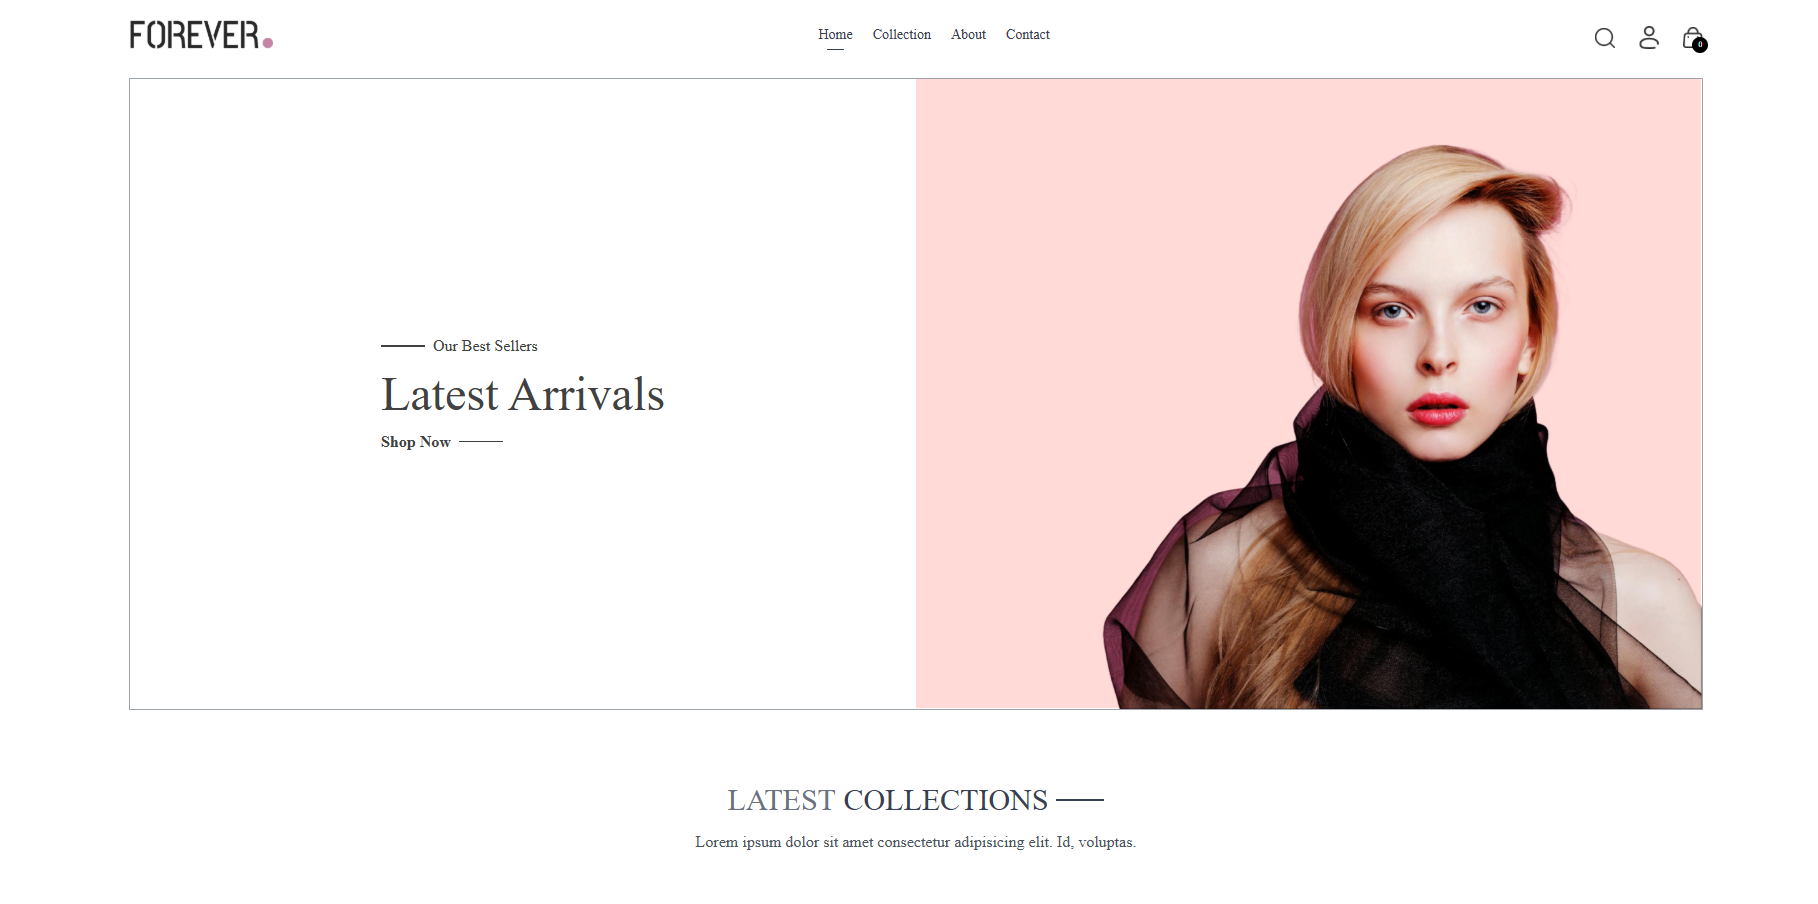 FOREVER.
Home Collection About Contact
0
Our Best Sellers
Latest Arrivals
Shop Now
LATEST COLLECTIONS
Lorem ipsum dolor sit amet consectetur adipisicing elit. Id, voluptas.